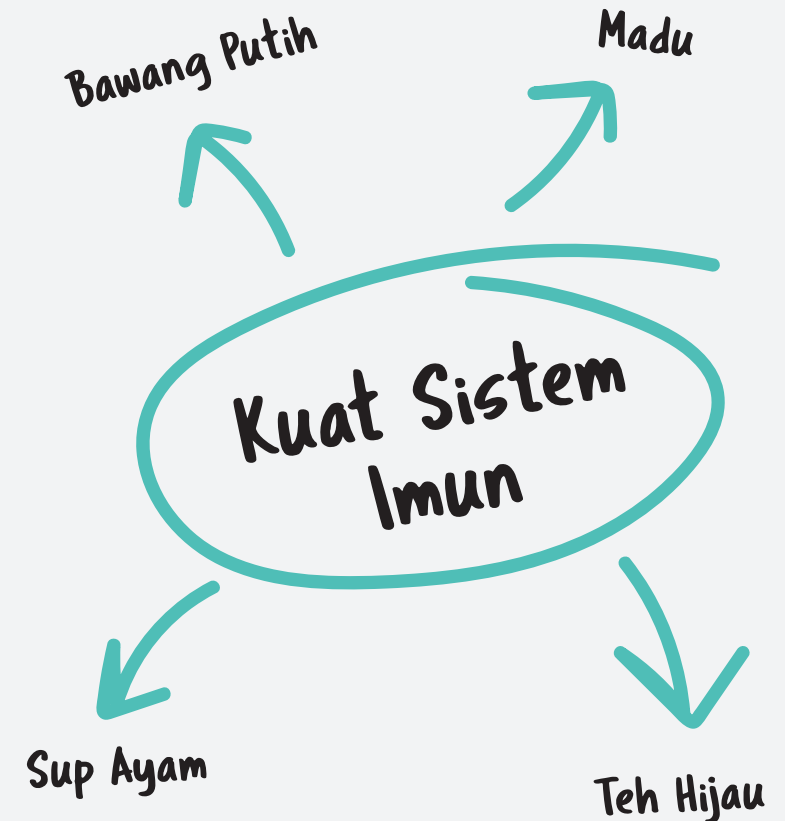 Bawang Putih
Madu
Kuat Sistem
Imun
Sup Ayam
Teh Hijau